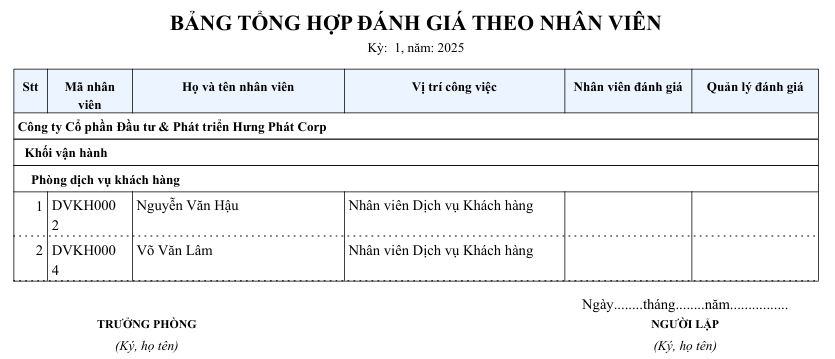 BẢNG TỔNG HỢP ĐÁNH GIÁ THEO NHÂN VIÊN
Kỳ: 1, năm: 2025
Stt Mã nhân viên Họ và tên nhân viên Vị trí công việc Nhân viên đánh giá Quản lý đánh giá
Công ty Cổ phần Đầu tư & Phát triển Hưng Phát Corp
Khối vận hành
Phòng dịch vụ khách hàng
1 DVKH0002 Nguyễn Văn Hậu Nhân viên Dịch vụ Khách hàng
2 DVKH0004 Võ Văn Lâm Nhân viên Dịch vụ Khách hàng
Ngày........tháng........năm................
TRƯỞNG PHÒNG NGƯỜI LẬP
(Ký, họ tên) (Ký, họ tên)